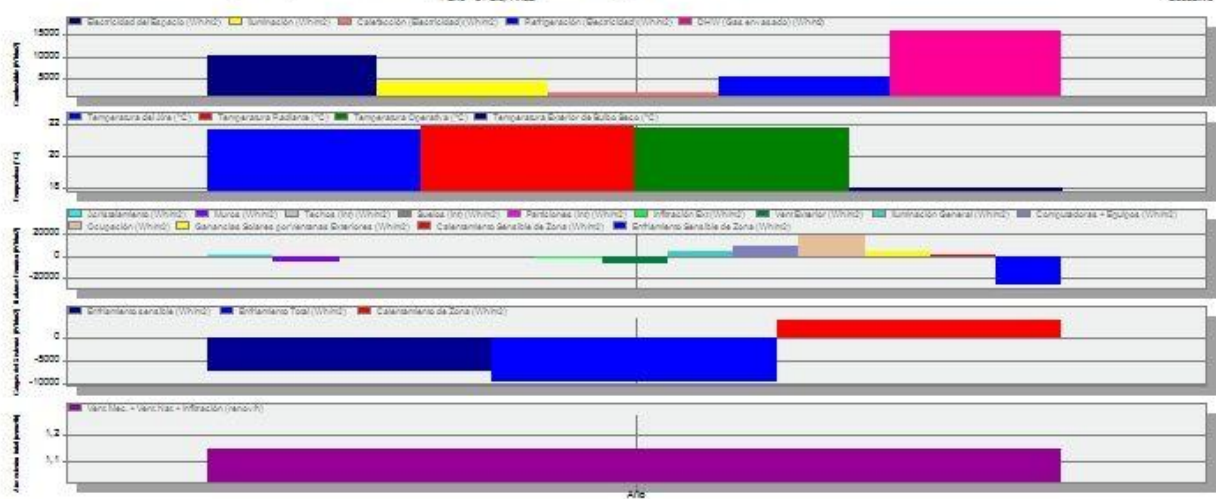 Electricidad del Espacio (Wh/m2) Iluminación (Wh/m2) Calefacción (Electricidad) (Wh/m2) Refrigeración (Electricidad) (Wh/m2) DHW (Gas envasado) (Wh/m2)
15000
10000
5000
Temperatura del Aire (°C) Temperatura Radiante (°C) Temperatura Operativa (°C) Temperatura Exterior de Bulbo Seco (°C)
22
20
18
Acristalamiento (Wh/m2) Muros (Wh/m2) Techos (int) (Wh/m2) Suelos (int) (Wh/m2) Particiones (int) (Wh/m2) Infiltración Ext (Wh/m2) Vent Exterior (Wh/m2) Iluminación General (Wh/m2) Computadoras + Equipos (Wh/m2)
Ocupación (Wh/m2) Ganancias Solares por Ventanas Exteriores (Wh/m2) Calentamiento Sensible de Zona (Wh/m2) Enfriamiento Sensible de Zona (Wh/m2)
20000
0
-20000
Enfriamiento sensible (Wh/m2) Enfriamiento Total (Wh/m2) Calentamiento de Zona (Wh/m2)
0
-5000
-10000
Vent Mec. + Vent Nat + Infiltración (renov/h)
1,2
1,1
Año